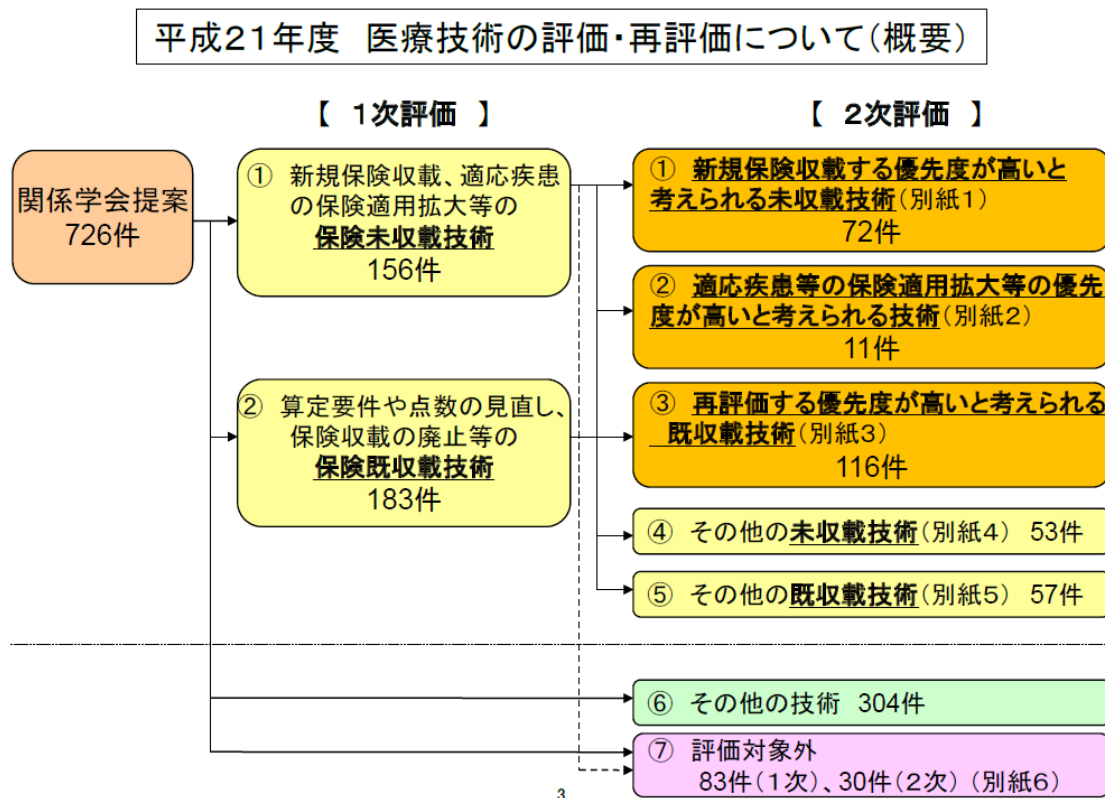 平成21年度 医療技術の評価・再評価について(概要)
【 1次評価 】
【 2次評価 】
関係学会提案
726件
① 新規保険収載、適応疾患
の保険適用拡大等の
保険未収載技術
156件
② 算定要件や点数の見直し、
保険収載の廃止等の
保険既収載技術
183件
① 新規保険収載する優先度が高いと
考えられる未収載技術(別紙1)
72件
② 適応疾患等の保険適用拡大等の優先
度が高いと考えられる技術(別紙2)
11件
③ 再評価する優先度が高いと考えられる
既収載技術(別紙3)
116件
④ その他の未収載技術(別紙4) 53件
⑤ その他の既収載技術(別紙5) 57件
⑥ その他の技術 304件
⑦ 評価対象外
83件(1次)、30件(2次) (別紙6)
3